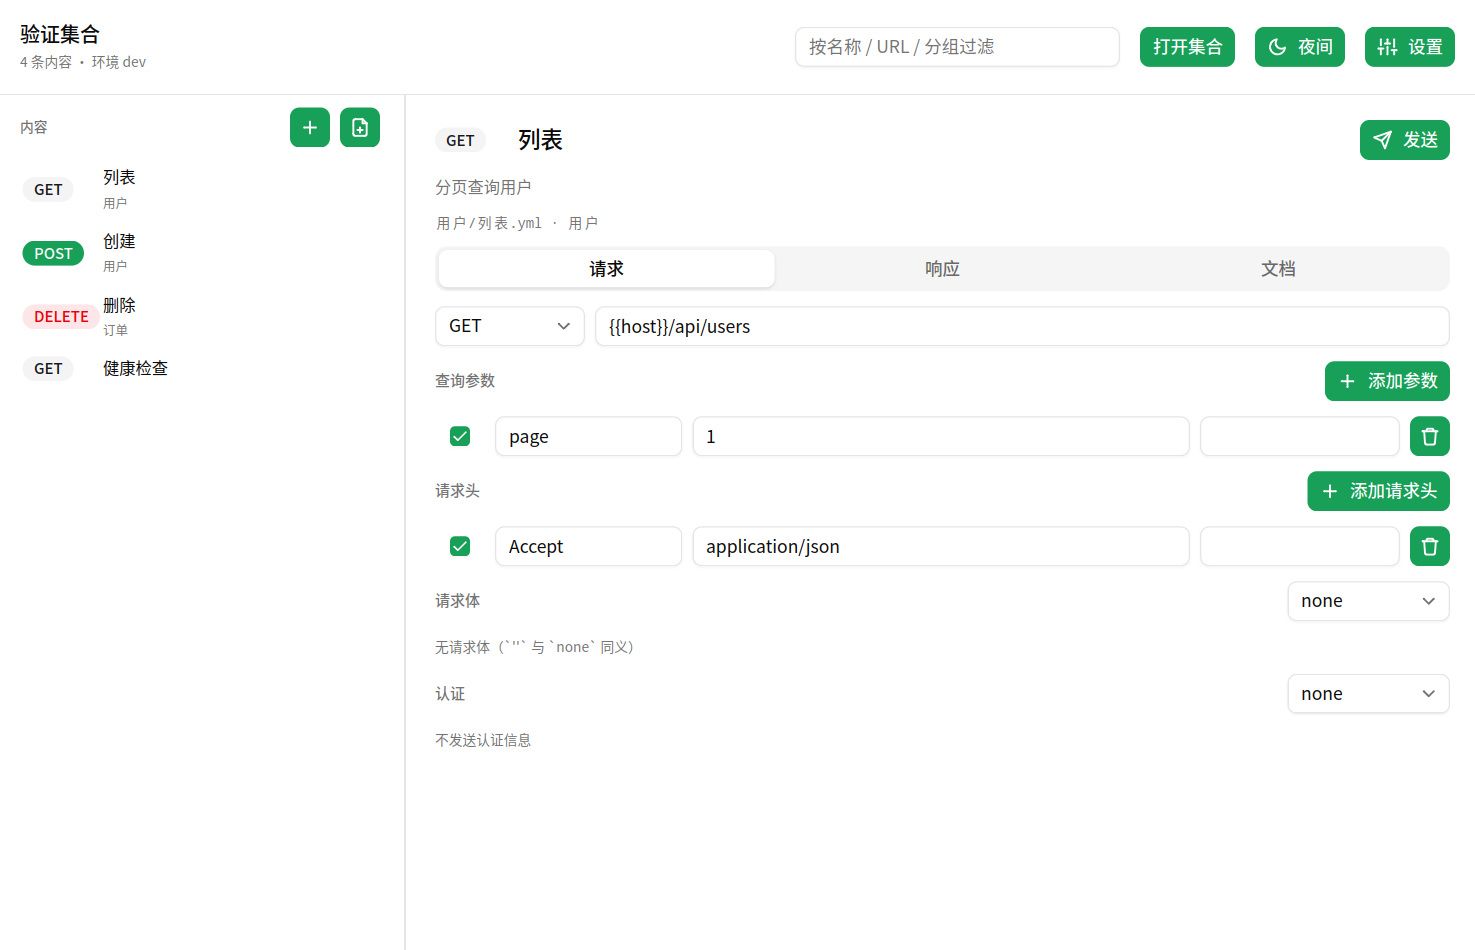 验证集合
4 条内容 · 环境 dev
按名称 / URL / 分组过滤
打开集合
夜间
设置
内容
GET
列表
用户
POST
创建
用户
DELETE
删除
订单
GET
健康检查
GET
列表
发送
分页查询用户
用户/列表.yml · 用户
请求
响应
文档
GET
{{host}}/api/users
查询参数
添加参数
page
1
请求头
添加请求头
Accept
application/json
请求体
none
无请求体（`''` 与 `none` 同义）
认证
none
不发送认证信息